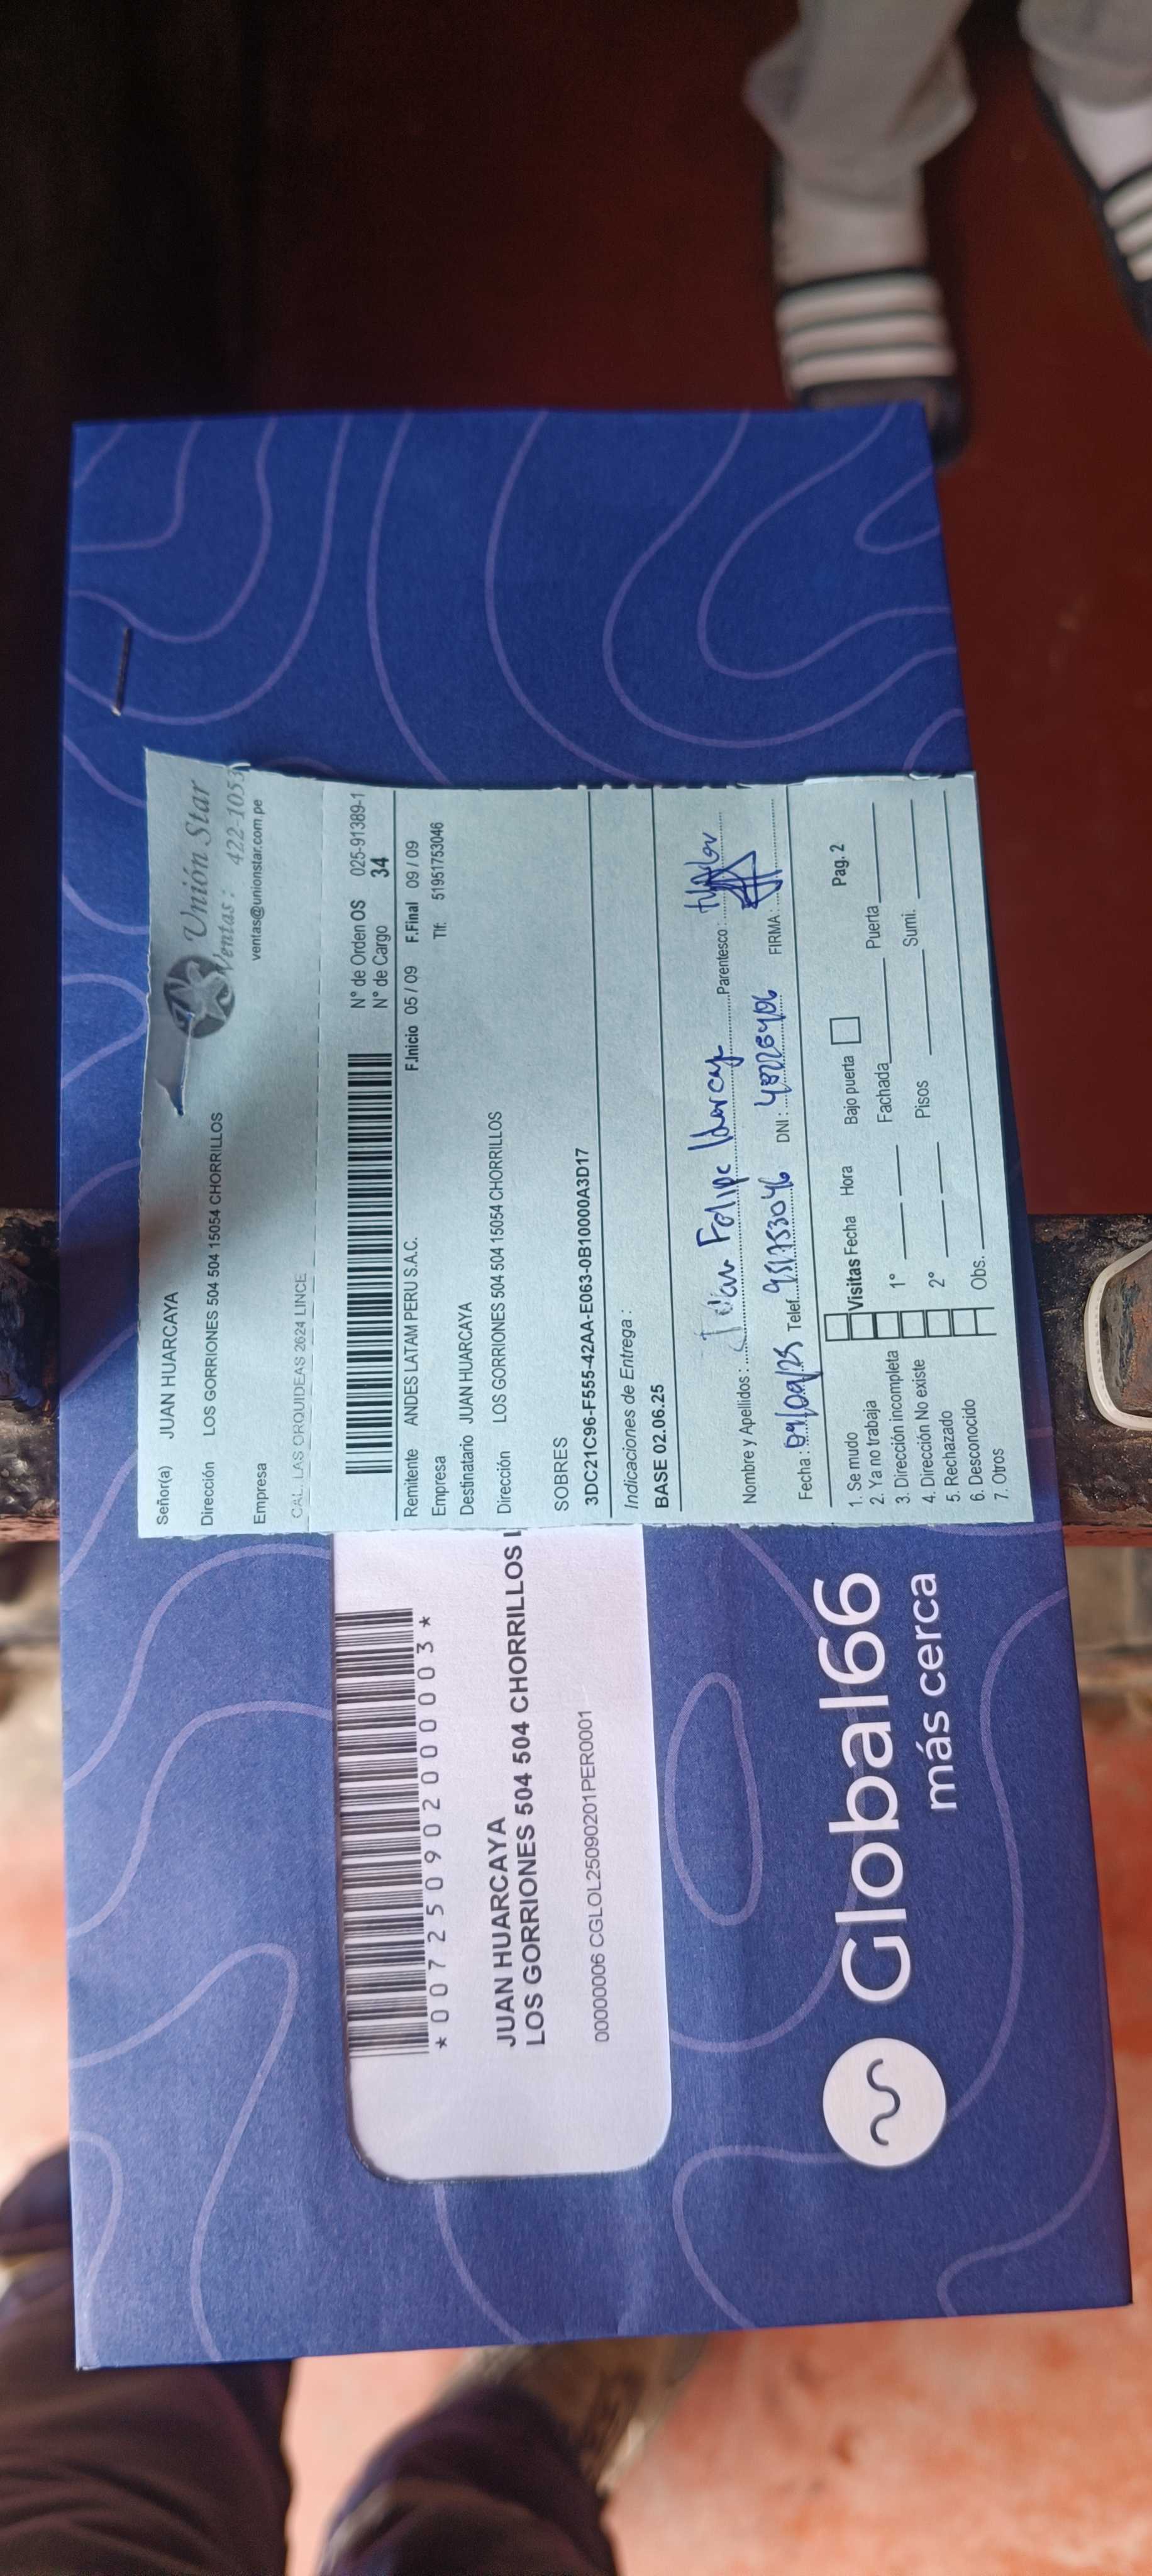 Unión Star
Ventas: 422-1053
ventas@unionstar.com.pe
Señor(a) JUAN HUARCAYA
Dirección LOS GORRIONES 504 504 15054 CHORRILLOS
Empresa
CAL. LAS ORQUIDEAS 2624 LINCE
N° de Orden OS 025-91389-1
N° de Cargo 34
Remitente ANDES LATAM PERU S.A.C. F.Inicio 05 / 09 F.Final 09 / 09
Empresa Tlf: 51951753046
Destinatario JUAN HUARCAYA
Dirección LOS GORRIONES 504 504 15054 CHORRILLOS
SOBRES
3DC21C96-F555-42AA-E063-0B10000A3D17
Indicaciones de Entrega :
BASE 02.06.25
Nombre y Apellidos : Juan Felipe Parentesco : titular
Fecha : 09/09/25 Telef. 951753046 DNI : FIRMA :
1. Se mudo Visitas Fecha Hora Bajo puerta Pag. 2
2. Ya no trabaja Fachada Puerta
3. Dirección incompleta 1°
4. Dirección No existe Pisos Sumi.
5. Rechazado 2°
6. Desconocido
7. Otros Obs.
*007250902000003*
JUAN HUARCAYA
LOS GORRIONES 504 504 CHORRILLOS
00000006 CGLOL25090201PER0001
Global66
más cerca